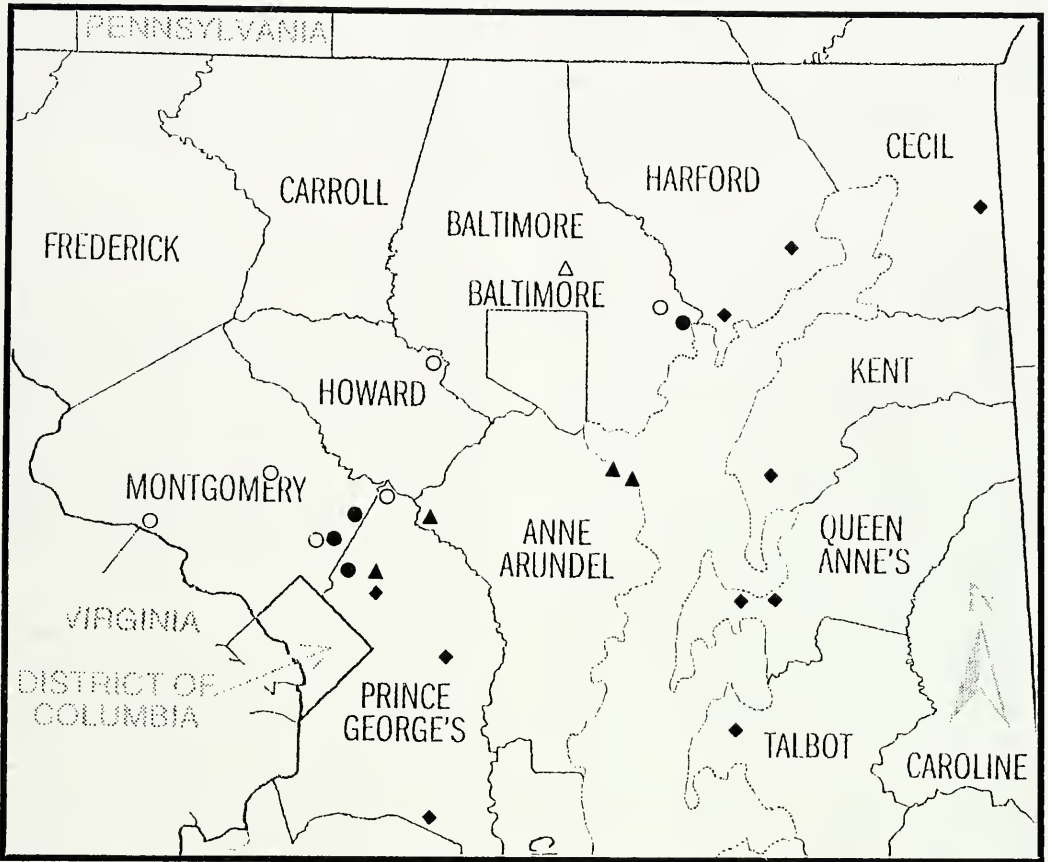 PENNSYLVANIA
CECIL
HARFORD
CARROLL
BALTIMORE
FREDERICK
BALTIMORE
KENT
HOWARD
MONTGOMERY
ANNE
ARUNDEL
QUEEN
ANNE'S
VIRGINIA
DISTRICT OF
COLUMBIA
PRINCE
GEORGE'S
TALBOT
CAROLINE